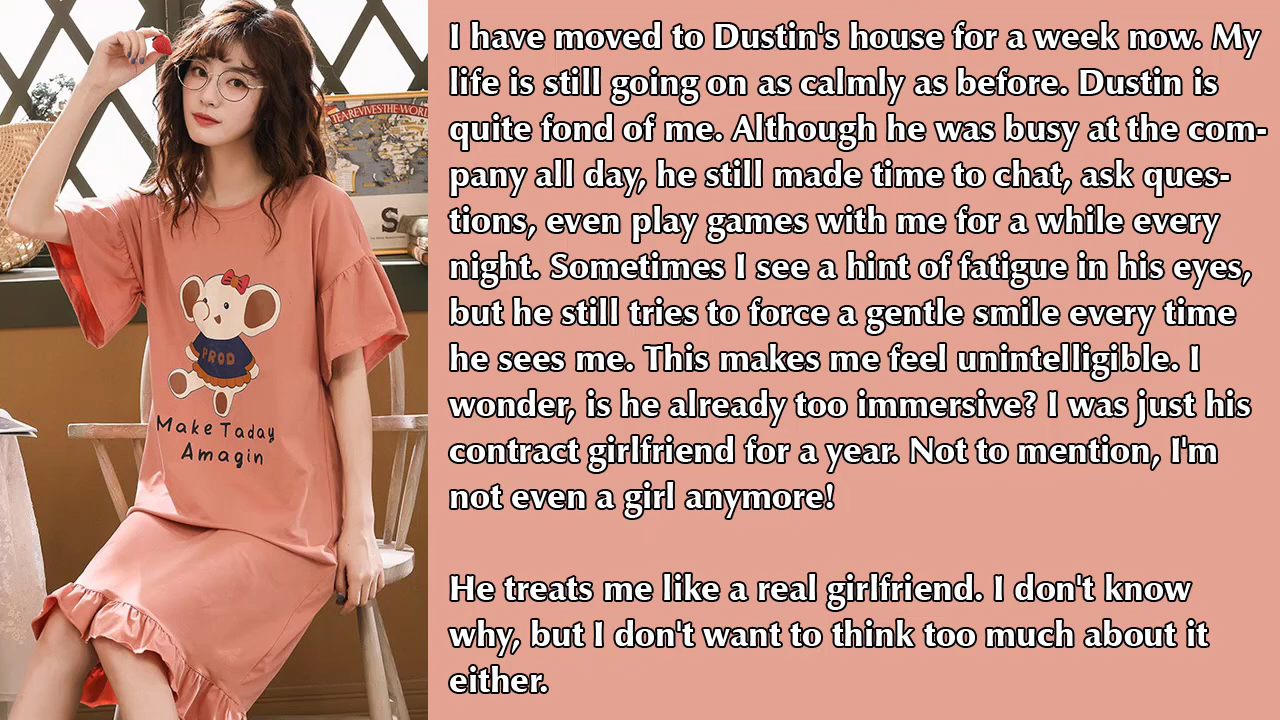 TEA REVIVES THE WORL
S
PROD
Make Taday
Amagin
I have moved to Dustin's house for a week now. My
life is still going on as calmly as before. Dustin is
quite fond of me. Although he was busy at the com-
pany all day, he still made time to chat, ask ques-
tions, even play games with me for a while every
night. Sometimes I see a hint of fatigue in his eyes,
but he still tries to force a gentle smile every time
he sees me. This makes me feel unintelligible. I
wonder, is he already too immersive? I was just his
contract girlfriend for a year. Not to mention, I'm
not even a girl anymore!
He treats me like a real girlfriend. I don't know
why, but I don't want to think too much about it
either.